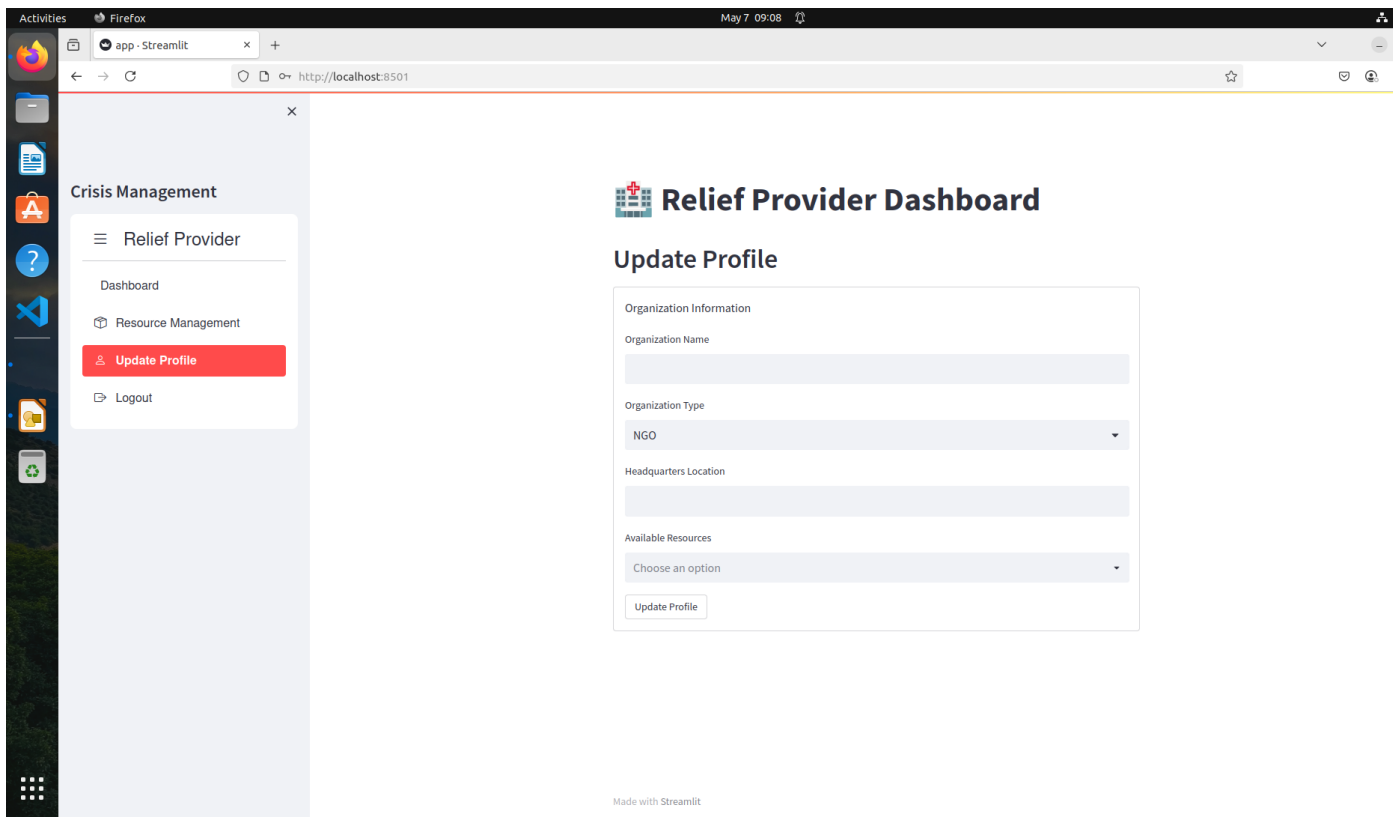 Activities Firefox May 7 09:08
app - Streamlit
http://localhost:8501
Crisis Management
Relief Provider
Dashboard
Resource Management
Update Profile
Logout
Relief Provider Dashboard
Update Profile
Organization Information
Organization Name
Organization Type
NGO
Headquarters Location
Available Resources
Choose an option
Update Profile
Made with Streamlit